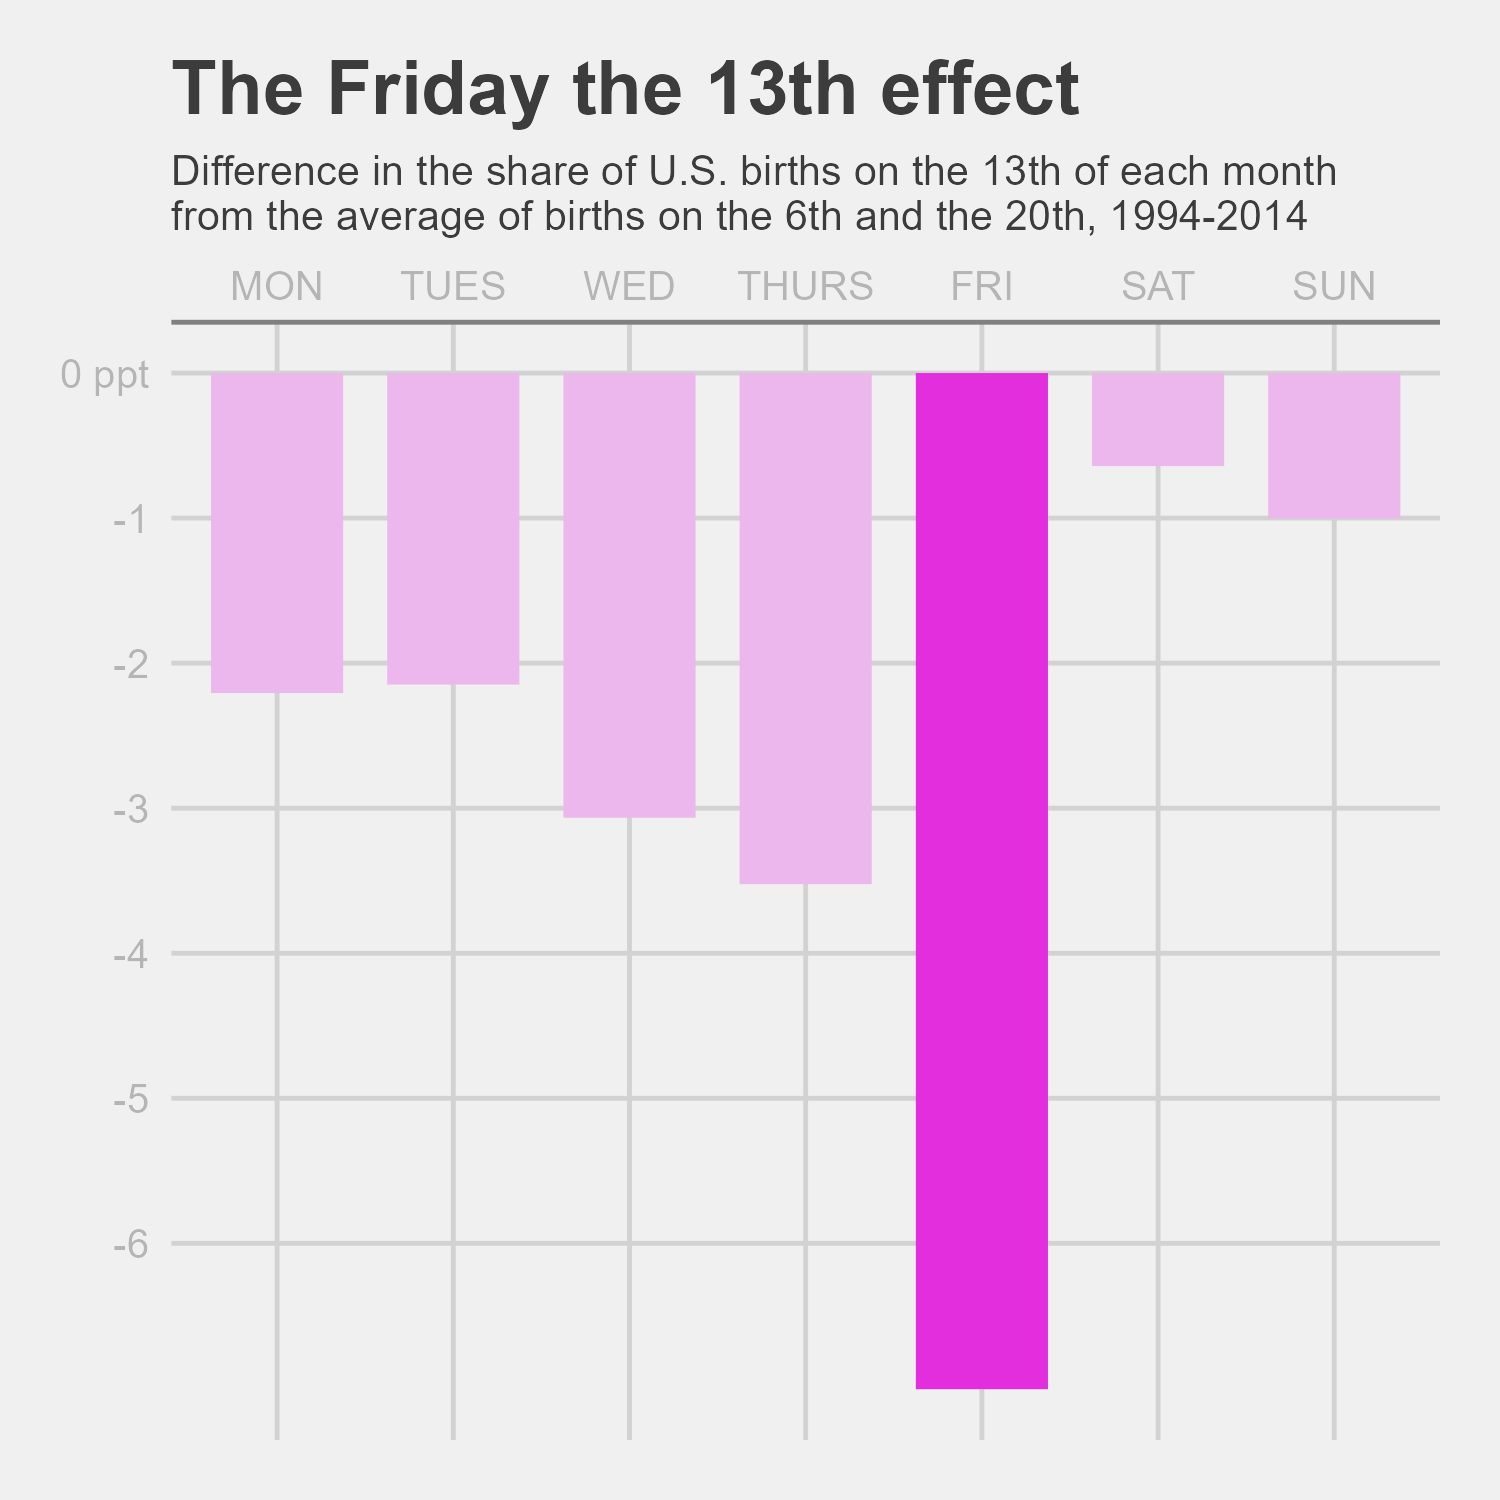 The Friday the 13th effect
Difference in the share of U.S. births on the 13th of each month
from the average of births on the 6th and the 20th, 1994-2014
MON TUES WED THURS FRI SAT SUN
0 ppt
-1
-2
-3
-4
-5
-6